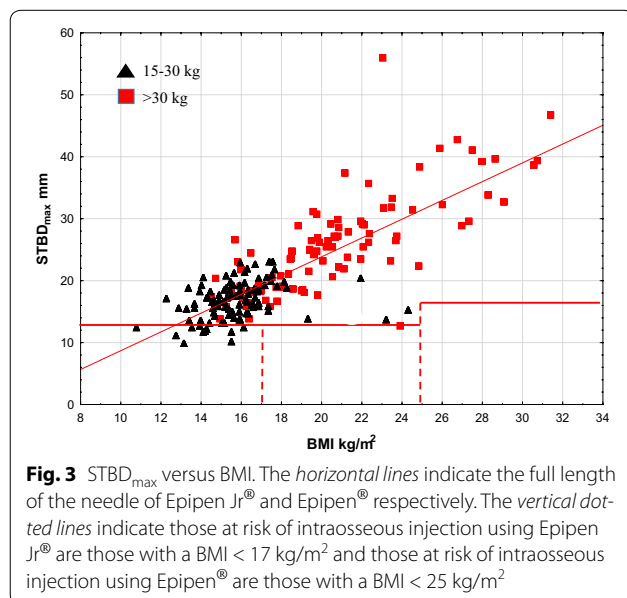 60
50
40
30
20
10
0
8 10 12 14 16 18 20 22 24 26 28 30 32 34
STBDmax mm
BMI kg/m²
15-30 kg
>30 kg
Fig. 3 STBDmax versus BMI. The horizontal lines indicate the full length
of the needle of Epipen Jr® and Epipen® respectively. The vertical dot-
ted lines indicate those at risk of intraosseous injection using Epipen
Jr® are those with a BMI < 17 kg/m² and those at risk of intraosseous
injection using Epipen® are those with a BMI < 25 kg/m²